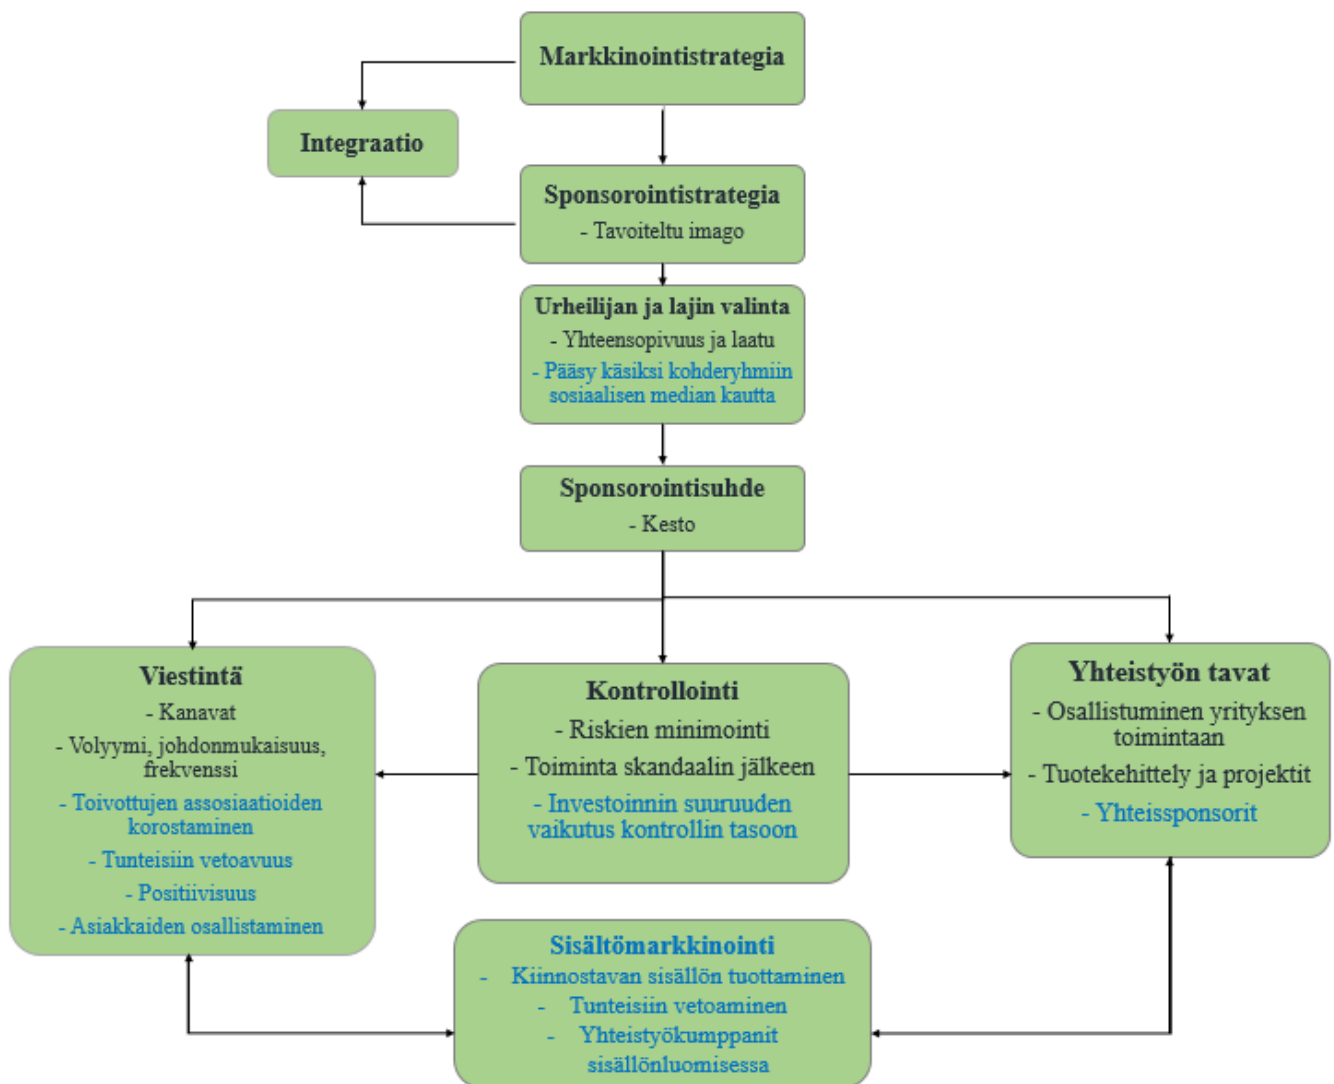 Markkinointistrategia
Integraatio
Sponsorointistrategia
- Tavoiteltu imago
Urheilijan ja lajin valinta
- Yhteensopivuus ja laatu
- Pääsy käsiksi kohderyhmiin
sosiaalisen median kautta
Sponsorointisuhde
- Kesto
Viestintä
- Kanavat
- Volyymi, johdonmukaisuus,
frekvenssi
- Toivottujen assosiaatioiden
korostaminen
- Tunteisiin vetoavuus
- Positiivisuus
- Asiakkaiden osallistaminen
Kontrollointi
- Riskien minimointi
- Toiminta skandaalin jälkeen
- Investoinnin suuruuden
vaikutus kontrollin tasoon
Yhteistyön tavat
- Osallistuminen yrityksen
toimintaan
- Tuotekehittely ja projektit
- Yhteissponsorit
Sisältömarkkinointi
- Kiinnostavan sisällön tuottaminen
- Tunteisiin vetoaminen
- Yhteistyökumppanit
sisällönluomisessa